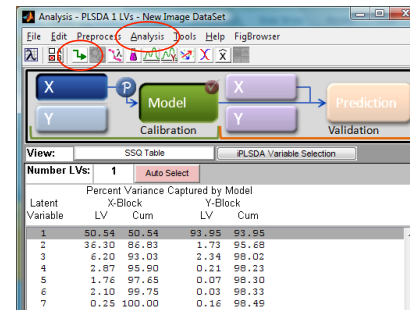 Analysis - PLSDA 1 LVs - New Image DataSet
File Edit Preprocess Analysis Tools Help FigBrowser
X P X
Model Prediction
Y Y
Calibration Validation
View: SSQ Table iPLSDA Variable Selection
Number LVs: 1 Auto Select
Percent Variance Captured by Model
Latent X-Block Y-Block
Variable LV Cum LV Cum
1 50.54 50.54 93.95 93.95
2 36.30 86.83 1.73 95.68
3 6.20 93.03 2.34 98.02
4 2.87 95.90 0.21 98.23
5 1.76 97.65 0.07 98.30
6 2.10 99.75 0.03 98.33
7 0.25 100.00 0.16 98.49